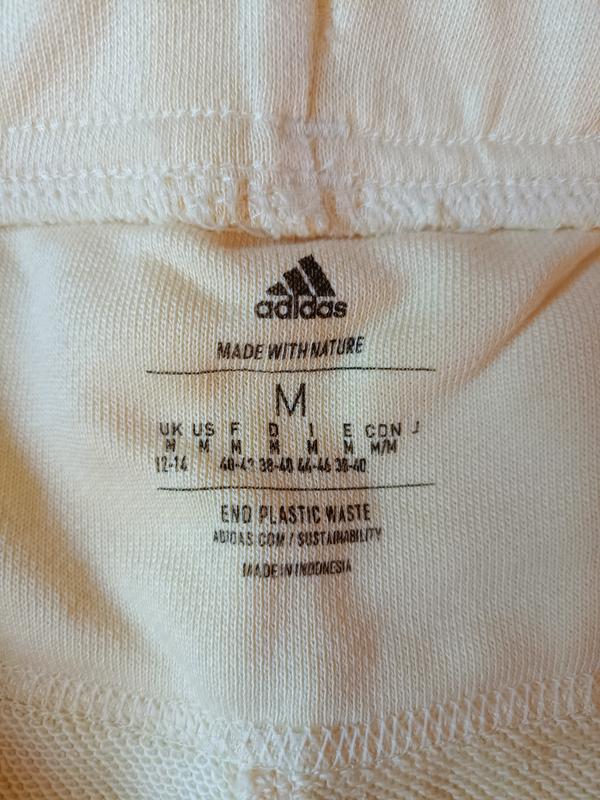 adidas
MADE WITH NATURE
M
UK US F D I E CDN J
M M M M M M M/M
12-14 40-42 38-40 44-46 38-40
END PLASTIC WASTE
ADIDAS.COM / SUSTAINABILITY
MADE IN INDONESIA